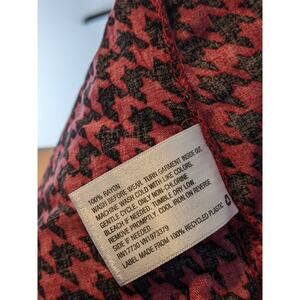 100% RAYON
WASH BEFORE WEAR. TURN GARMENT INSIDE OUT.
MACHINE WASH COLD WITH LIKE COLORS.
GENTLE CYCLE. ONLY NON-CHLORINE
BLEACH IF NEEDED. TUMBLE DRY LOW
REMOVE PROMPTLY. COOL IRON ON REVERSE
SIDE IF NEEDED.
RN17730 VN1973379
LABEL MADE FROM 100% RECYCLED PLASTIC